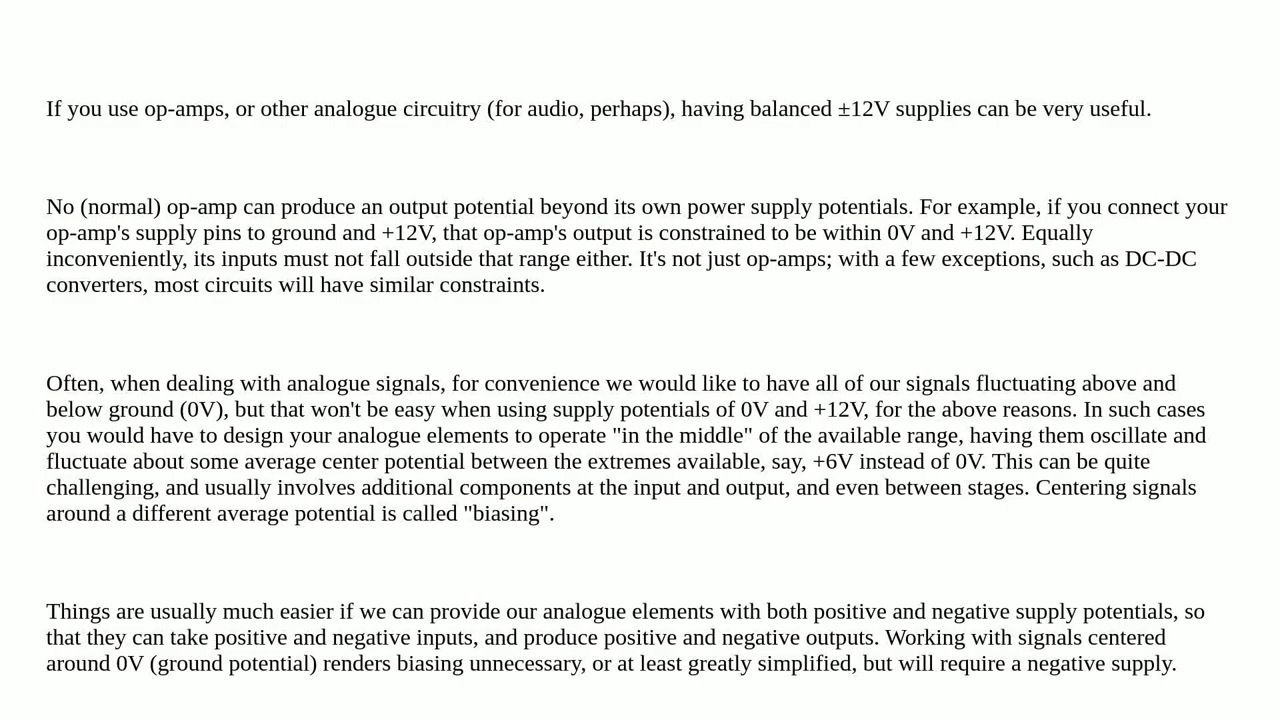 If you use op-amps, or other analogue circuitry (for audio, perhaps), having balanced ±12V supplies can be very useful.
No (normal) op-amp can produce an output potential beyond its own power supply potentials. For example, if you connect your
op-amp's supply pins to ground and +12V, that op-amp's output is constrained to be within 0V and +12V. Equally
inconveniently, its inputs must not fall outside that range either. It's not just op-amps; with a few exceptions, such as DC-DC
converters, most circuits will have similar constraints.
Often, when dealing with analogue signals, for convenience we would like to have all of our signals fluctuating above and
below ground (0V), but that won't be easy when using supply potentials of 0V and +12V, for the above reasons. In such cases
you would have to design your analogue elements to operate "in the middle" of the available range, having them oscillate and
fluctuate about some average center potential between the extremes available, say, +6V instead of 0V. This can be quite
challenging, and usually involves additional components at the input and output, and even between stages. Centering signals
around a different average potential is called "biasing".
Things are usually much easier if we can provide our analogue elements with both positive and negative supply potentials, so
that they can take positive and negative inputs, and produce positive and negative outputs. Working with signals centered
around 0V (ground potential) renders biasing unnecessary, or at least greatly simplified, but will require a negative supply.